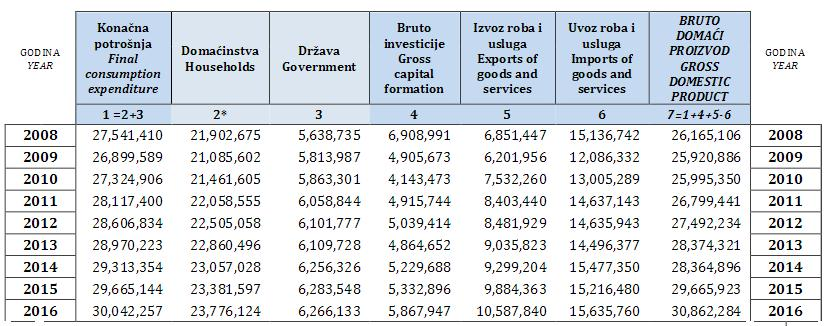 GODINA YEAR | Konačna potrošnja Final consumption expenditure | Domaćinstva Households | Država Government | Bruto investicije Gross capital formation | Izvoz roba i usluga Exports of goods and services | Uvoz roba i usluga Imports of goods and services | BRUTO DOMAĆI PROIZVOD GROSS DOMESTIC PRODUCT | GODINA YEAR
1 =2+3 | 2* | 3 | 4 | 5 | 6 | 7=1+4+5-6
2008 | 27,541,410 | 21,902,675 | 5,638,735 | 6,908,991 | 6,851,447 | 15,136,742 | 26,165,106 | 2008
2009 | 26,899,589 | 21,085,602 | 5,813,987 | 4,905,673 | 6,201,956 | 12,086,332 | 25,920,886 | 2009
2010 | 27,324,906 | 21,461,605 | 5,863,301 | 4,143,473 | 7,532,260 | 13,005,289 | 25,995,350 | 2010
2011 | 28,117,400 | 22,058,555 | 6,058,844 | 4,915,744 | 8,403,440 | 14,637,143 | 26,799,441 | 2011
2012 | 28,606,834 | 22,505,058 | 6,101,777 | 5,039,414 | 8,481,929 | 14,635,943 | 27,492,234 | 2012
2013 | 28,970,223 | 22,860,496 | 6,109,728 | 4,864,652 | 9,035,823 | 14,496,377 | 28,374,321 | 2013
2014 | 29,313,354 | 23,057,028 | 6,256,326 | 5,229,688 | 9,299,204 | 15,477,350 | 28,364,896 | 2014
2015 | 29,665,144 | 23,381,597 | 6,283,548 | 5,332,896 | 9,884,363 | 15,216,480 | 29,665,923 | 2015
2016 | 30,042,257 | 23,776,124 | 6,266,133 | 5,867,947 | 10,587,840 | 15,635,760 | 30,862,284 | 2016